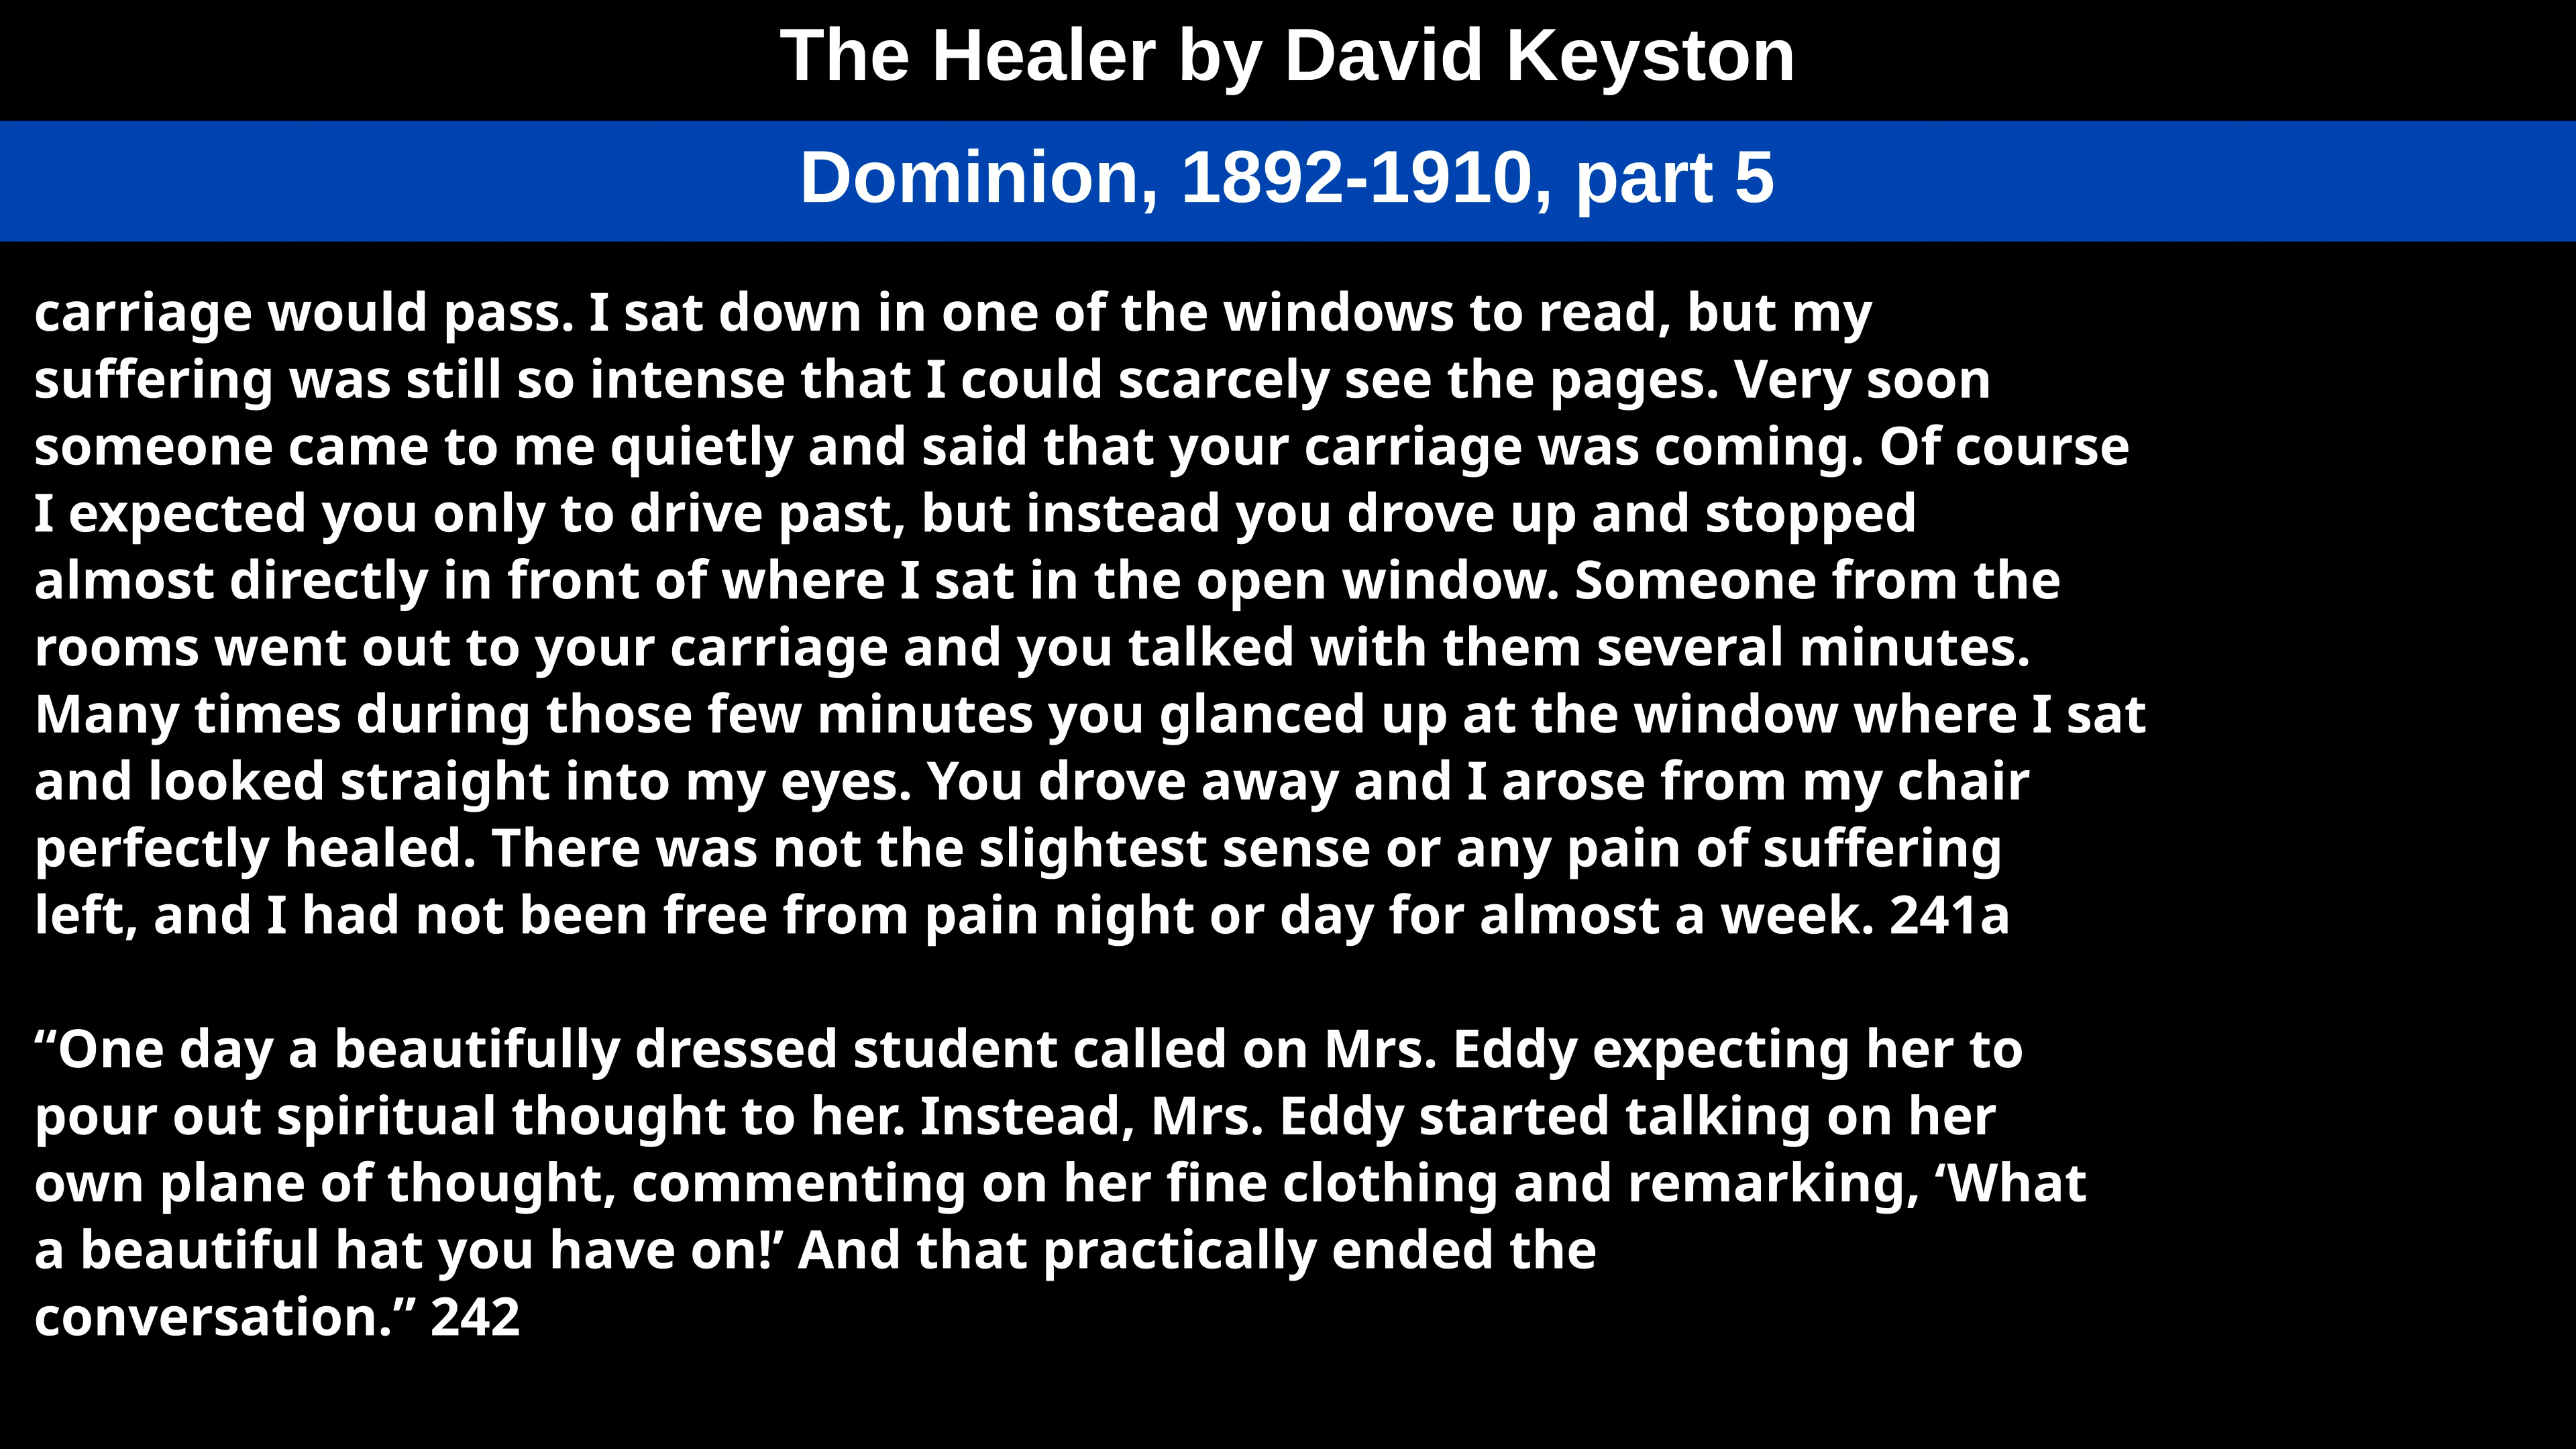 The Healer by David Keyston
Dominion, 1892-1910, part 5
carriage would pass. I sat down in one of the windows to read, but my
suffering was still so intense that I could scarcely see the pages. Very soon
someone came to me quietly and said that your carriage was coming. Of course
I expected you only to drive past, but instead you drove up and stopped
almost directly in front of where I sat in the open window. Someone from the
rooms went out to your carriage and you talked with them several minutes.
Many times during those few minutes you glanced up at the window where I sat
and looked straight into my eyes. You drove away and I arose from my chair
perfectly healed. There was not the slightest sense or any pain of suffering
left, and I had not been free from pain night or day for almost a week. 241a
“One day a beautifully dressed student called on Mrs. Eddy expecting her to
pour out spiritual thought to her. Instead, Mrs. Eddy started talking on her
own plane of thought, commenting on her fine clothing and remarking, ‘What
a beautiful hat you have on!’ And that practically ended the
conversation.” 242